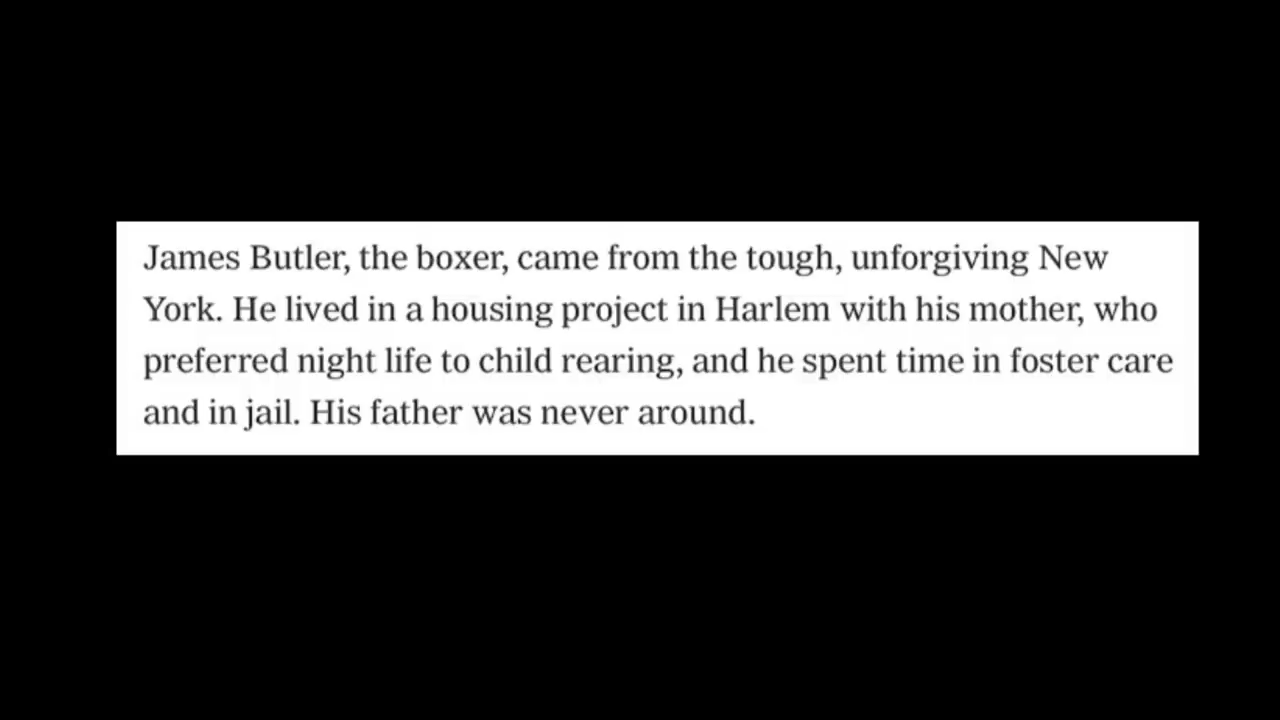 James Butler, the boxer, came from the tough, unforgiving New
York. He lived in a housing project in Harlem with his mother, who
preferred night life to child rearing, and he spent time in foster care
and in jail. His father was never around.